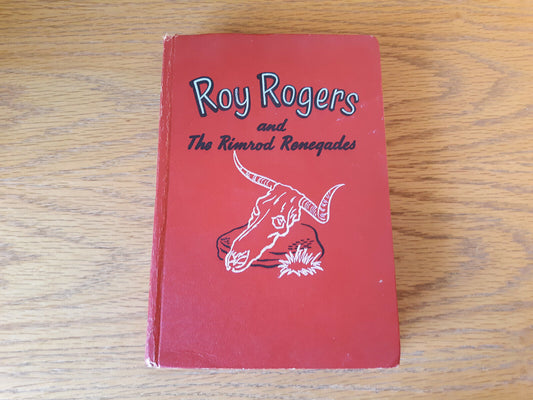 Roy Rogers
and
The Rimrod Renegades